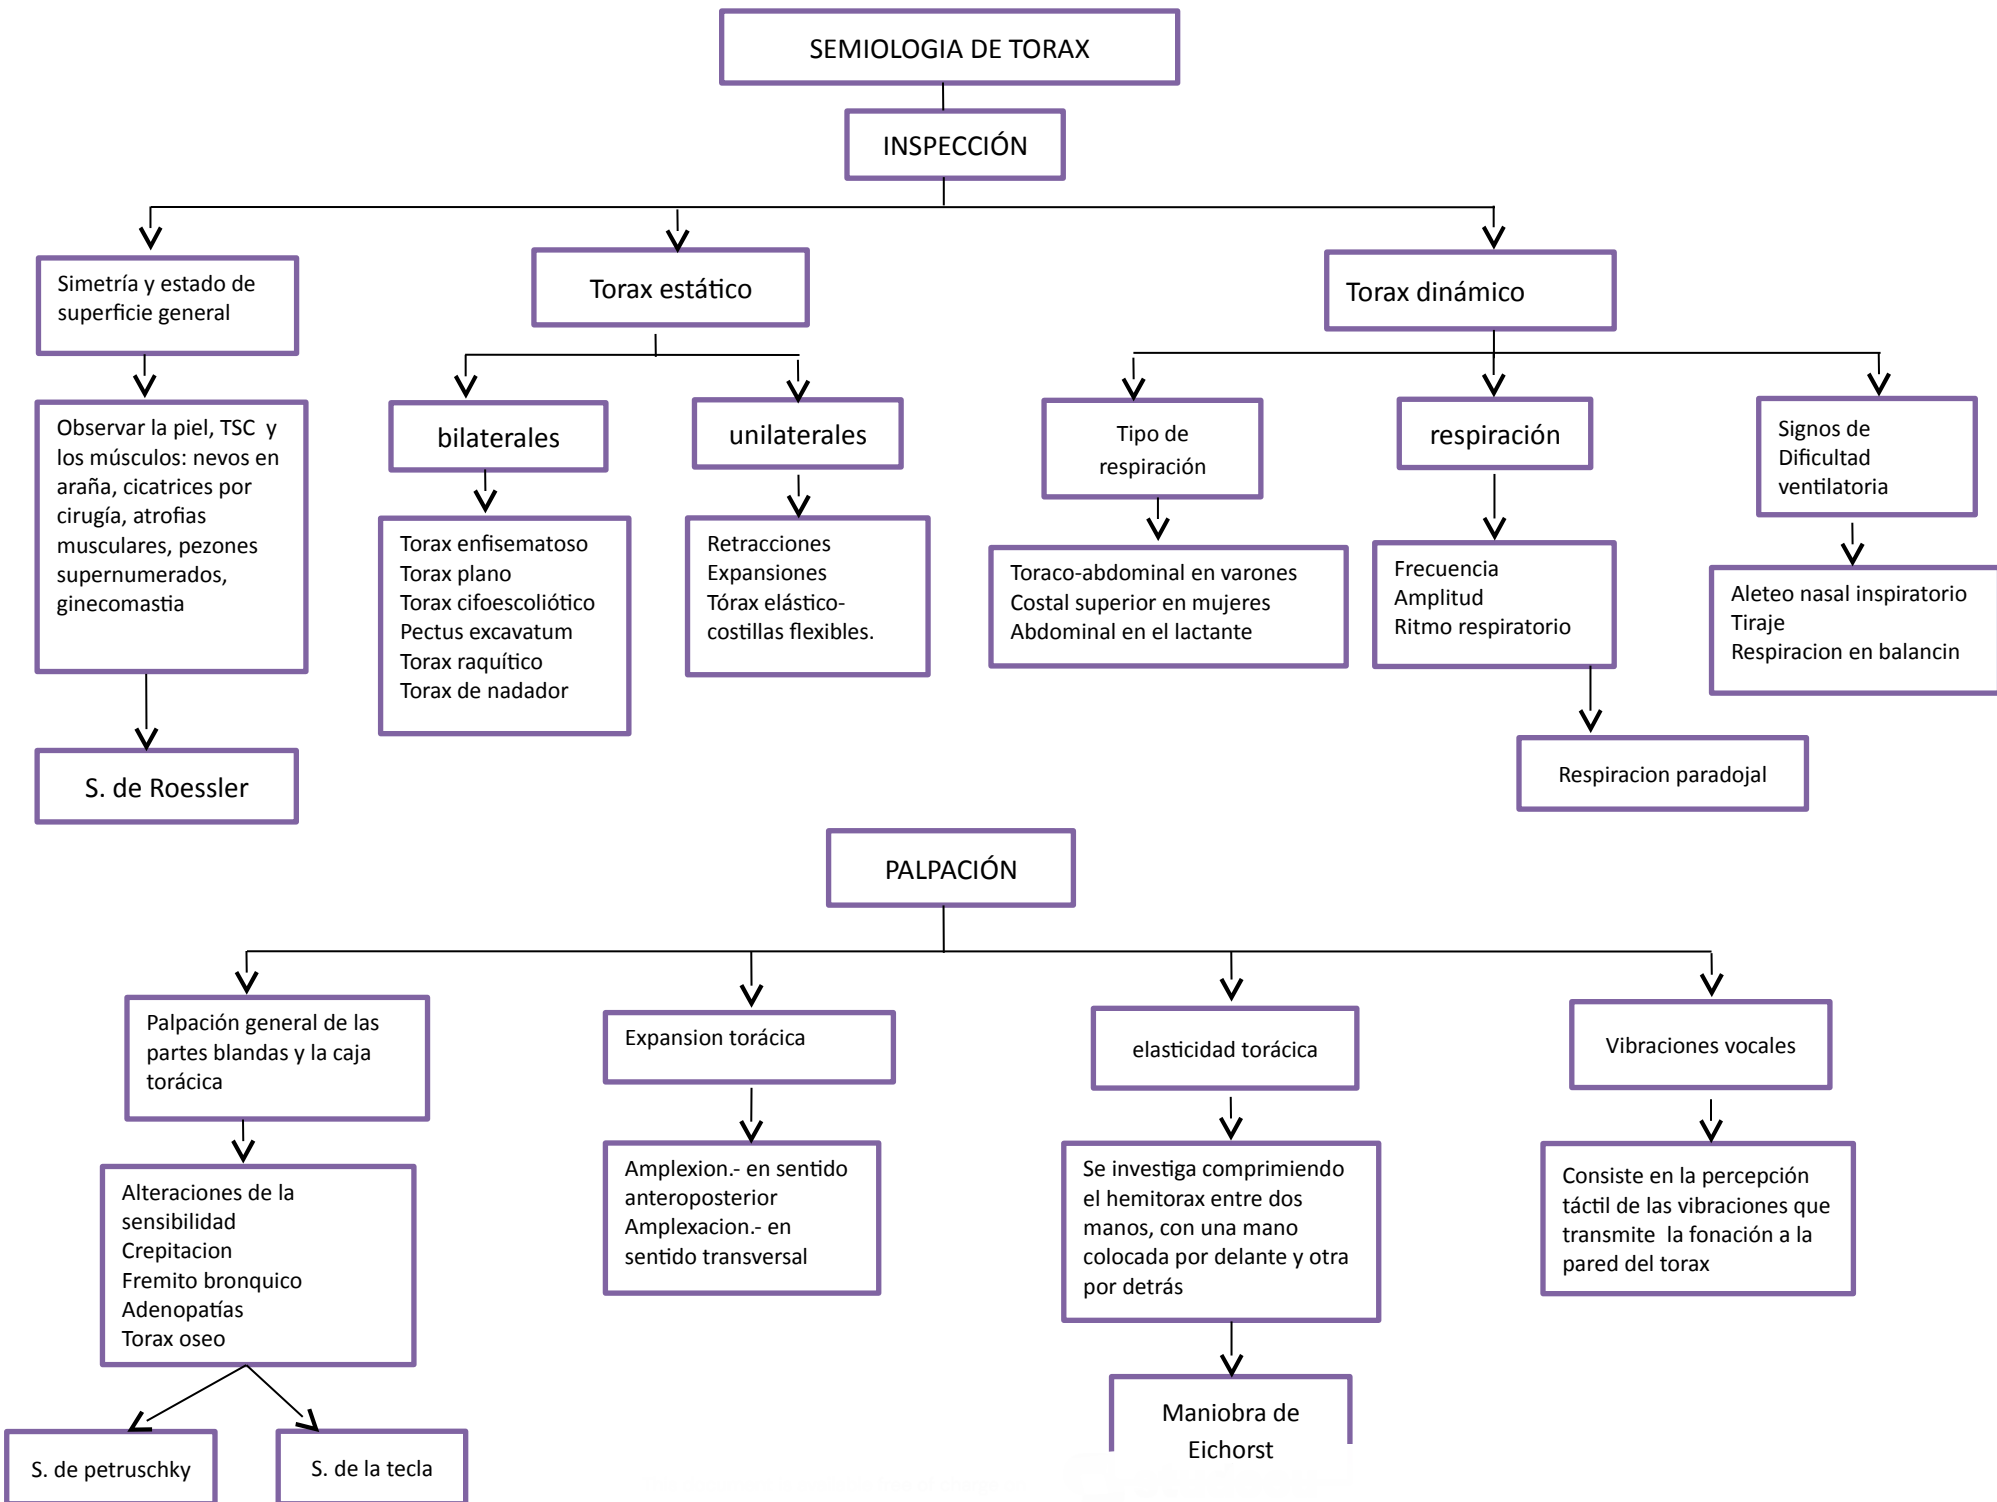 SEMIOLOGIA DE TORAX
INSPECCIÓN
Simetría y estado de
superficie general
Torax estático
Torax dinámico
Observar la piel, TSC y
los músculos: nevos en
araña, cicatrices por
cirugía, atrofias
musculares, pezones
supernumerados,
ginecomastia
bilaterales
unilaterales
Tipo de
respiración
respiración
Signos de
Dificultad
ventilatoria
Torax enfisematoso
Torax plano
Torax cifoescoliótico
Pectus excavatum
Torax raquítico
Torax de nadador
Retracciones
Expansiones
Tórax elástico-
costillas flexibles.
Toraco-abdominal en varones
Costal superior en mujeres
Abdominal en el lactante
Frecuencia
Amplitud
Ritmo respiratorio
Aleteo nasal inspiratorio
Tiraje
Respiracion en balancin
S. de Roessler
Respiracion paradojal
PALPACIÓN
Palpación general de las
partes blandas y la caja
torácica
Expansion torácica
elasticidad torácica
Vibraciones vocales
Alteraciones de la
sensibilidad
Crepitacion
Fremito bronquico
Adenopatías
Torax oseo
Amplexion.- en sentido
anteroposterior
Amplexacion.- en
sentido transversal
Se investiga comprimiendo
el hemitorax entre dos
manos, con una mano
colocada por delante y otra
por detrás
Consiste en la percepción
táctil de las vibraciones que
transmite la fonación a la
pared del torax
S. de petruschky
S. de la tecla
Maniobra de
Eichorst